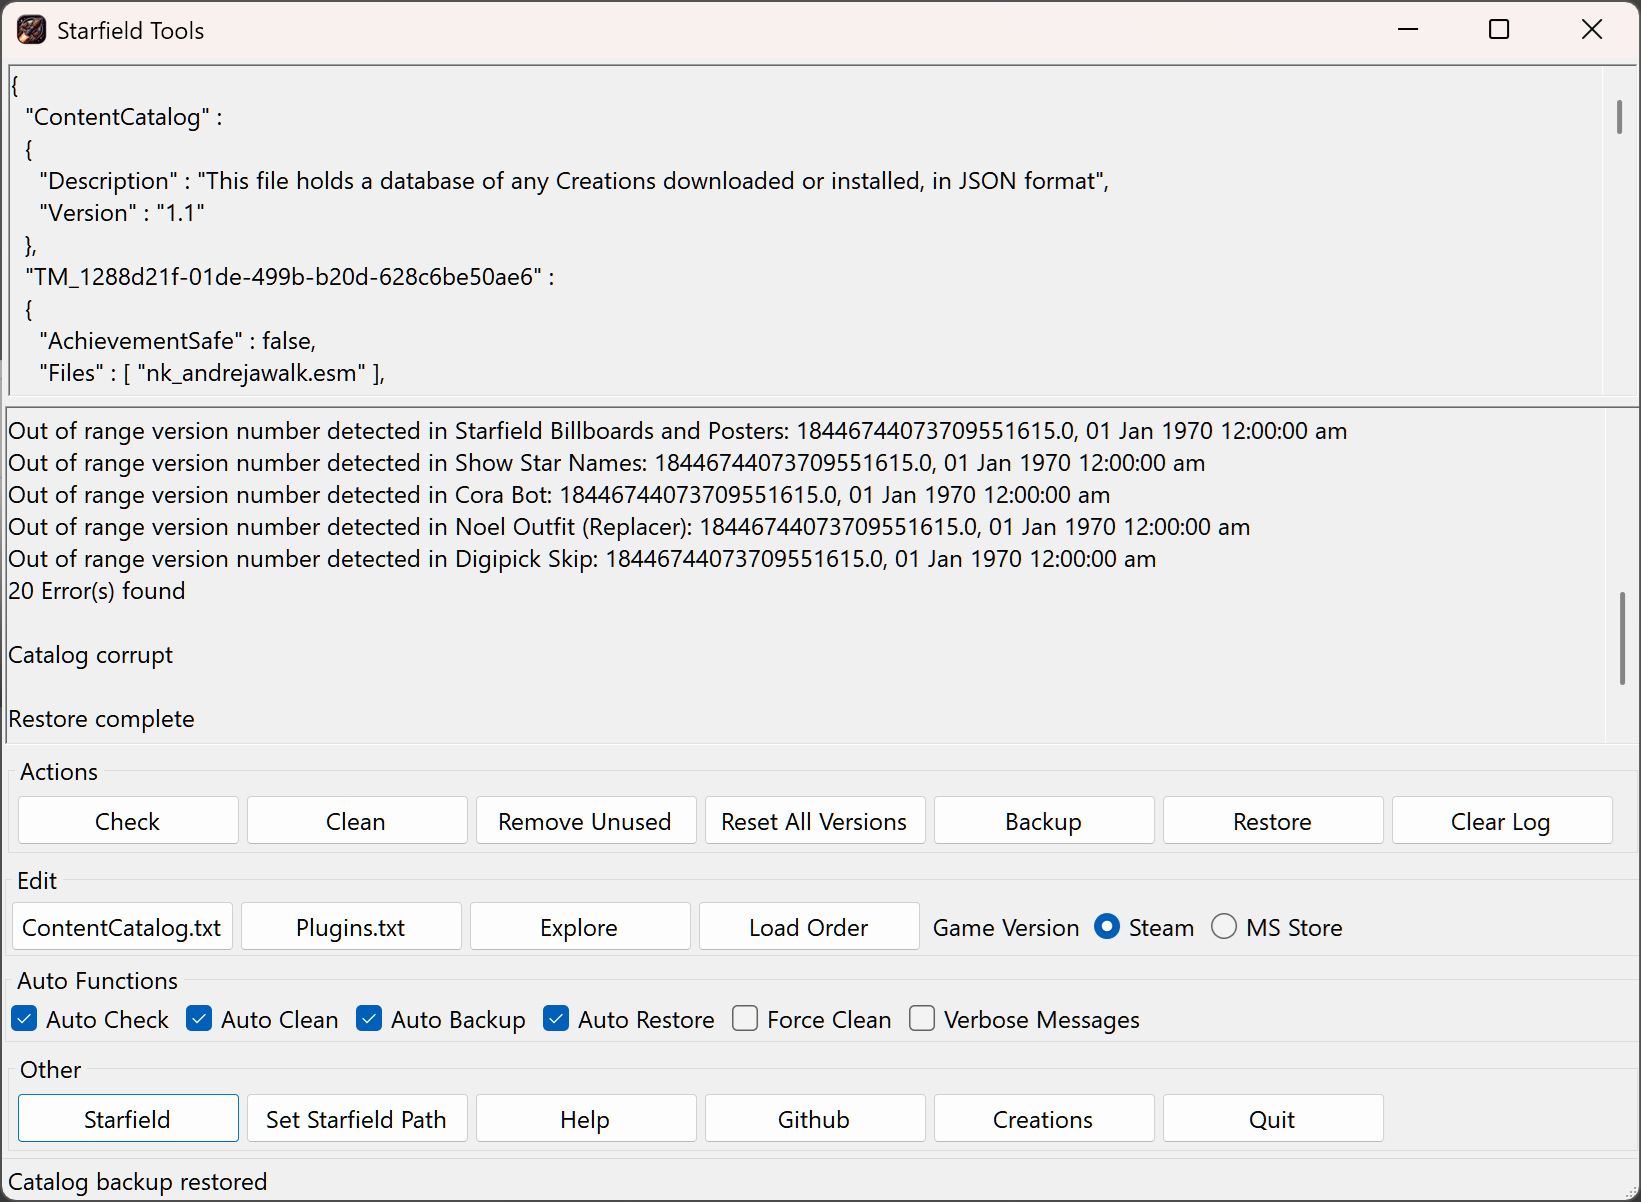 Starfield Tools
{
"ContentCatalog" :
{
"Description" : "This file holds a database of any Creations downloaded or installed, in JSON format",
"Version" : "1.1"
},
"TM_1288d21f-01de-499b-b20d-628c6be50ae6" :
{
"AchievementSafe" : false,
"Files" : [ "nk_andrejawalk.esm" ],
Out of range version number detected in Starfield Billboards and Posters: 18446744073709551615.0, 01 Jan 1970 12:00:00 am
Out of range version number detected in Show Star Names: 18446744073709551615.0, 01 Jan 1970 12:00:00 am
Out of range version number detected in Cora Bot: 18446744073709551615.0, 01 Jan 1970 12:00:00 am
Out of range version number detected in Noel Outfit (Replacer): 18446744073709551615.0, 01 Jan 1970 12:00:00 am
Out of range version number detected in Digipick Skip: 18446744073709551615.0, 01 Jan 1970 12:00:00 am
20 Error(s) found
Catalog corrupt
Restore complete
Actions
Check Clean Remove Unused Reset All Versions Backup Restore Clear Log
Edit
ContentCatalog.txt Plugins.txt Explore Load Order Game Version Steam MS Store
Auto Functions
Auto Check Auto Clean Auto Backup Auto Restore Force Clean Verbose Messages
Other
Starfield Set Starfield Path Help Github Creations Quit
Catalog backup restored